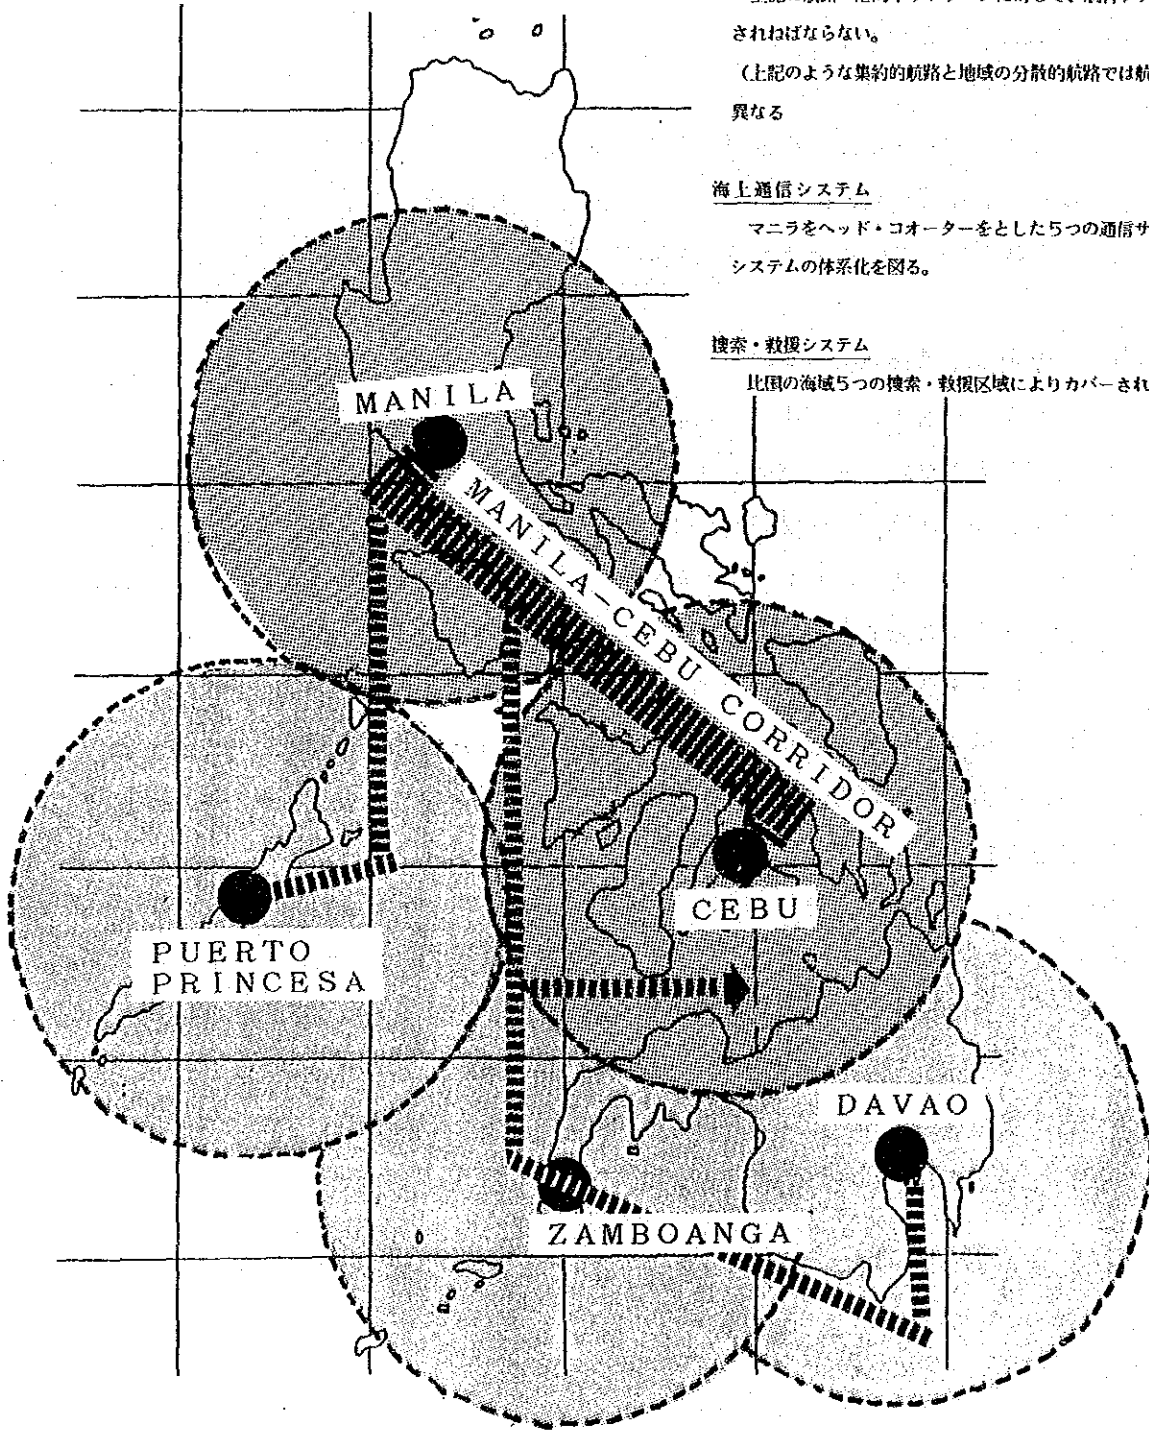 されねばならない。
(上記のような集約的航路と地域の分散的航路では航
異なる
海上通信システム
マニラをヘッド・コオーターをとした5つの通信サ
システムの体系化を図る。
捜索・救援システム
比国の海域5つの捜索・救援区域によりカバーされ
MANILA
MANILA-CEBU CORRIDOR
CEBU
PUERTO
PRINCESA
DAVAO
ZAMBOANGA